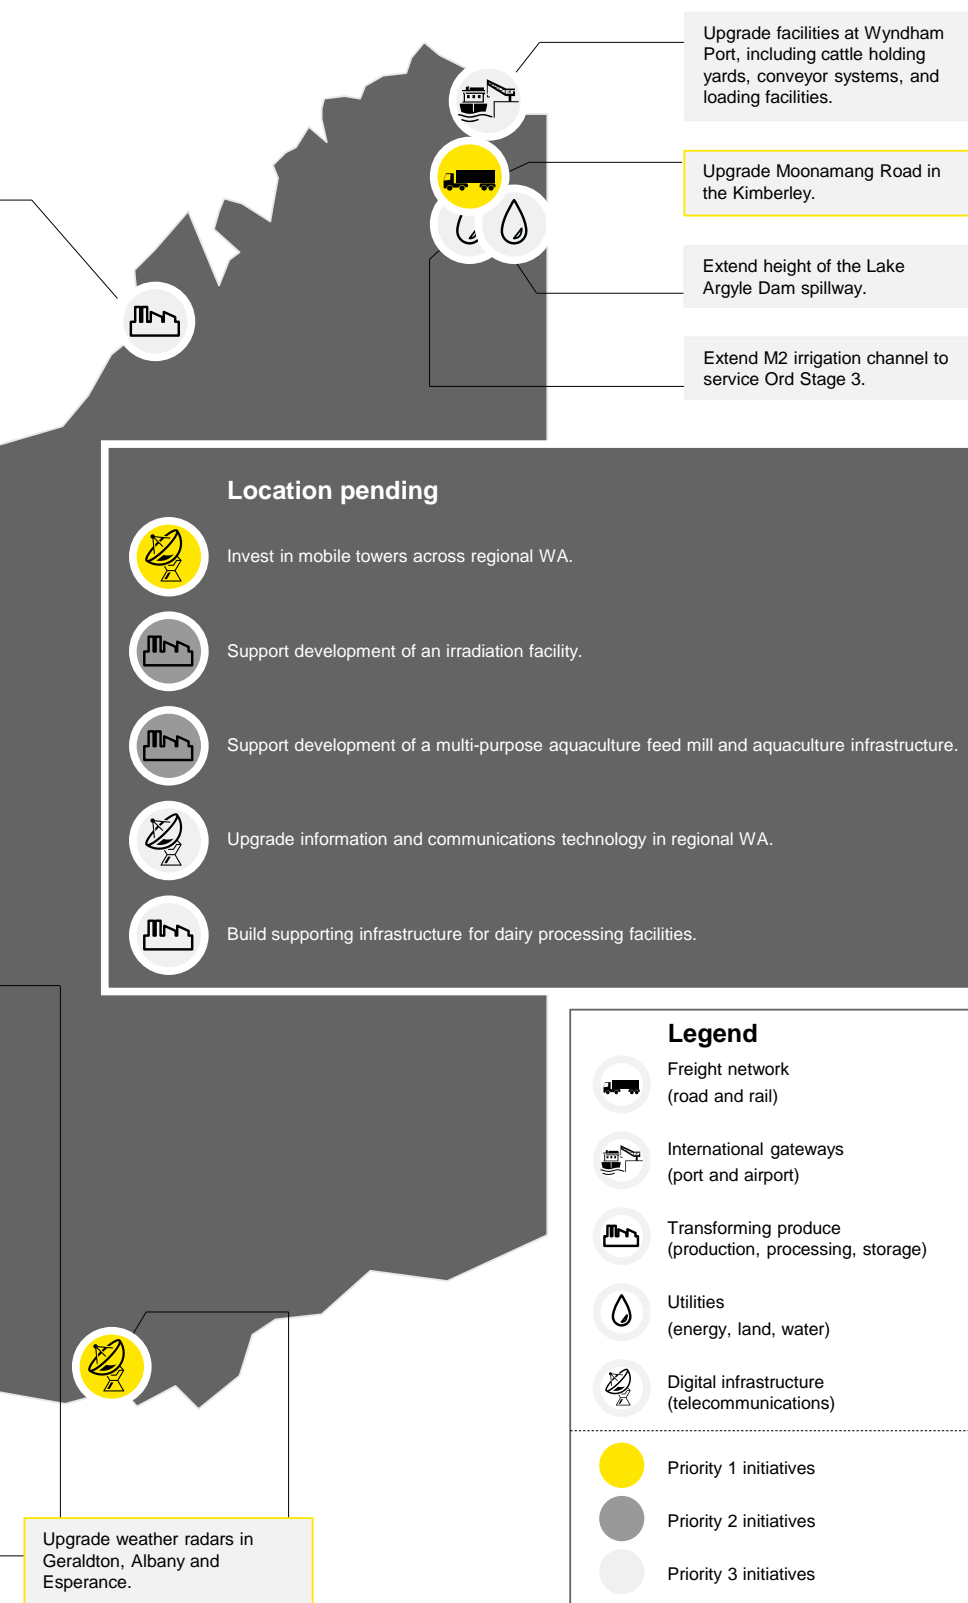 Upgrade facilities at Wyndham
Port, including cattle holding
yards, conveyor systems, and
loading facilities.
Upgrade Moonamang Road in
the Kimberley.
Extend height of the Lake
Argyle Dam spillway.
Extend M2 irrigation channel to
service Ord Stage 3.
Location pending
Invest in mobile towers across regional WA.
Support development of an irradiation facility.
Support development of a multi-purpose aquaculture feed mill and aquaculture infrastructure.
Upgrade information and communications technology in regional WA.
Build supporting infrastructure for dairy processing facilities.
Legend
Freight network
(road and rail)
International gateways
(port and airport)
Transforming produce
(production, processing, storage)
Utilities
(energy, land, water)
Digital infrastructure
(telecommunications)
Priority 1 initiatives
Priority 2 initiatives
Priority 3 initiatives
Upgrade weather radars in
Geraldton, Albany and
Esperance.